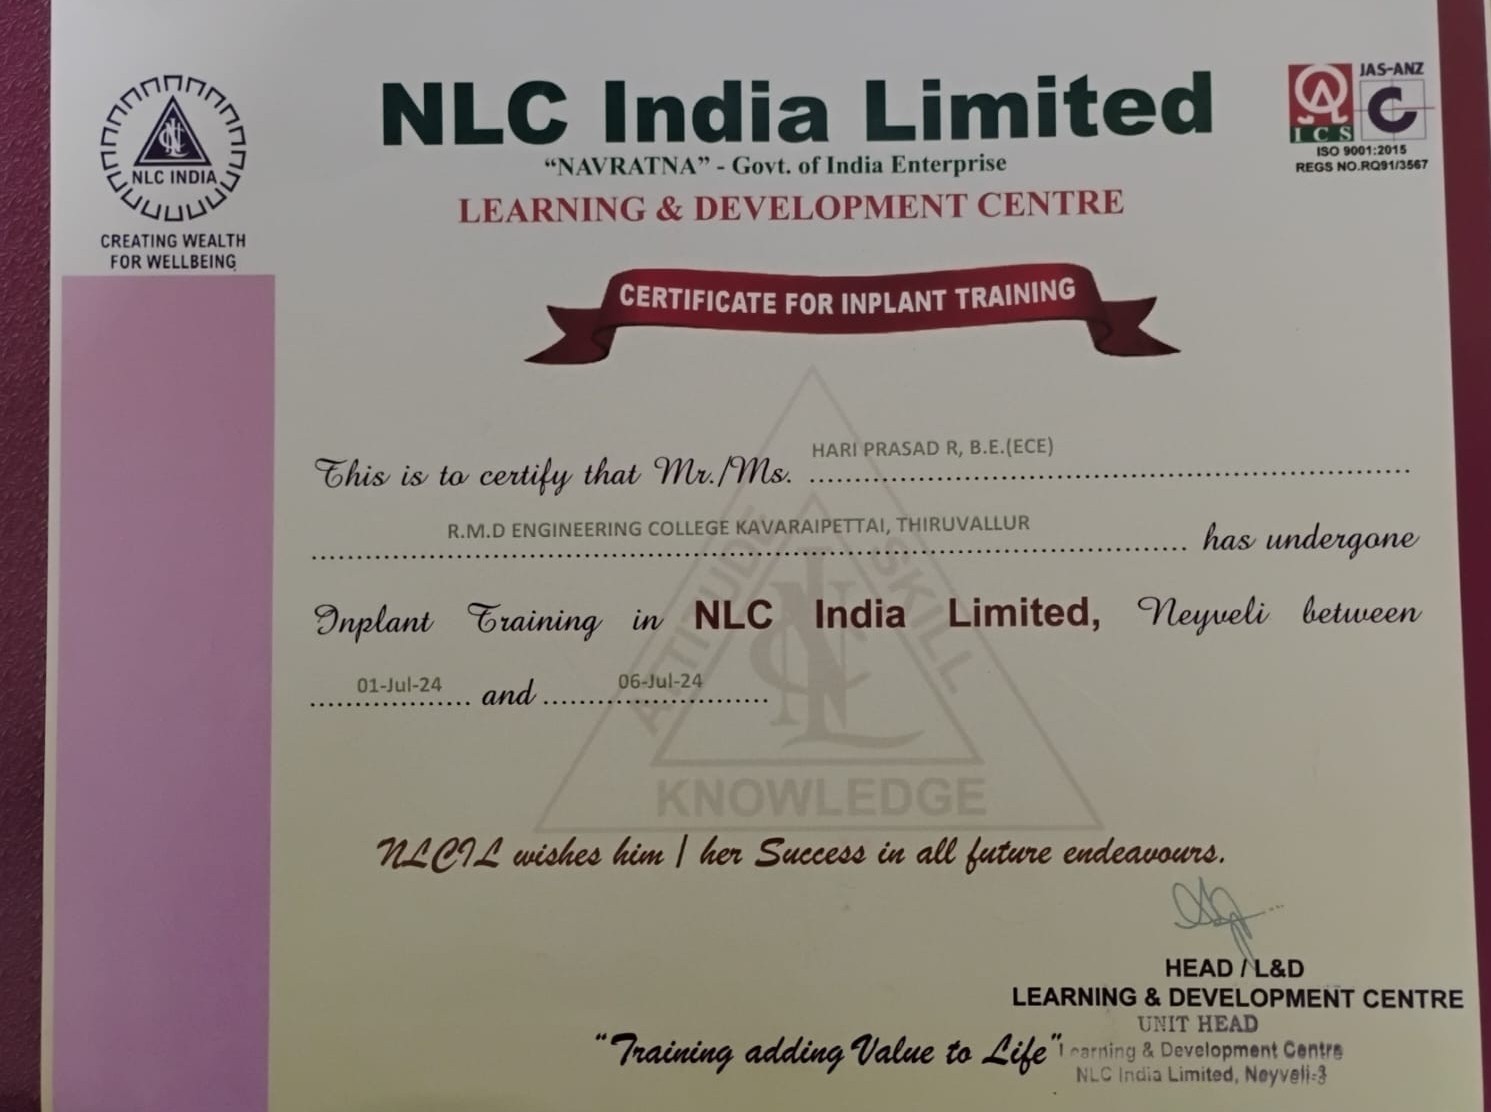 NLC India Limited
"NAVRATNA" - Govt. of India Enterprise
LEARNING & DEVELOPMENT CENTRE
NLC INDIA
CREATING WEALTH
FOR WELLBEING
JAS-ANZ
ICS
C
ISO 9001:2015
REGS NO.RQ91/3567
CERTIFICATE FOR INPLANT TRAINING
This is to certify that Mr./Ms. HARI PRASAD R, B.E.(ECE)
R.M.D ENGINEERING COLLEGE KAVARAIPETTAI, THIRUVALLUR has undergone
Inplant Training in NLC India Limited, Neyveli between
01-Jul-24 and 06-Jul-24
ATTITUDE
SKILL
KNOWLEDGE
NLCIL wishes him / her Success in all future endeavours.
HEAD / L&D
LEARNING & DEVELOPMENT CENTRE
UNIT HEAD
Learning & Development Centre
NLC India Limited, Neyveli-3
"Training adding Value to Life"